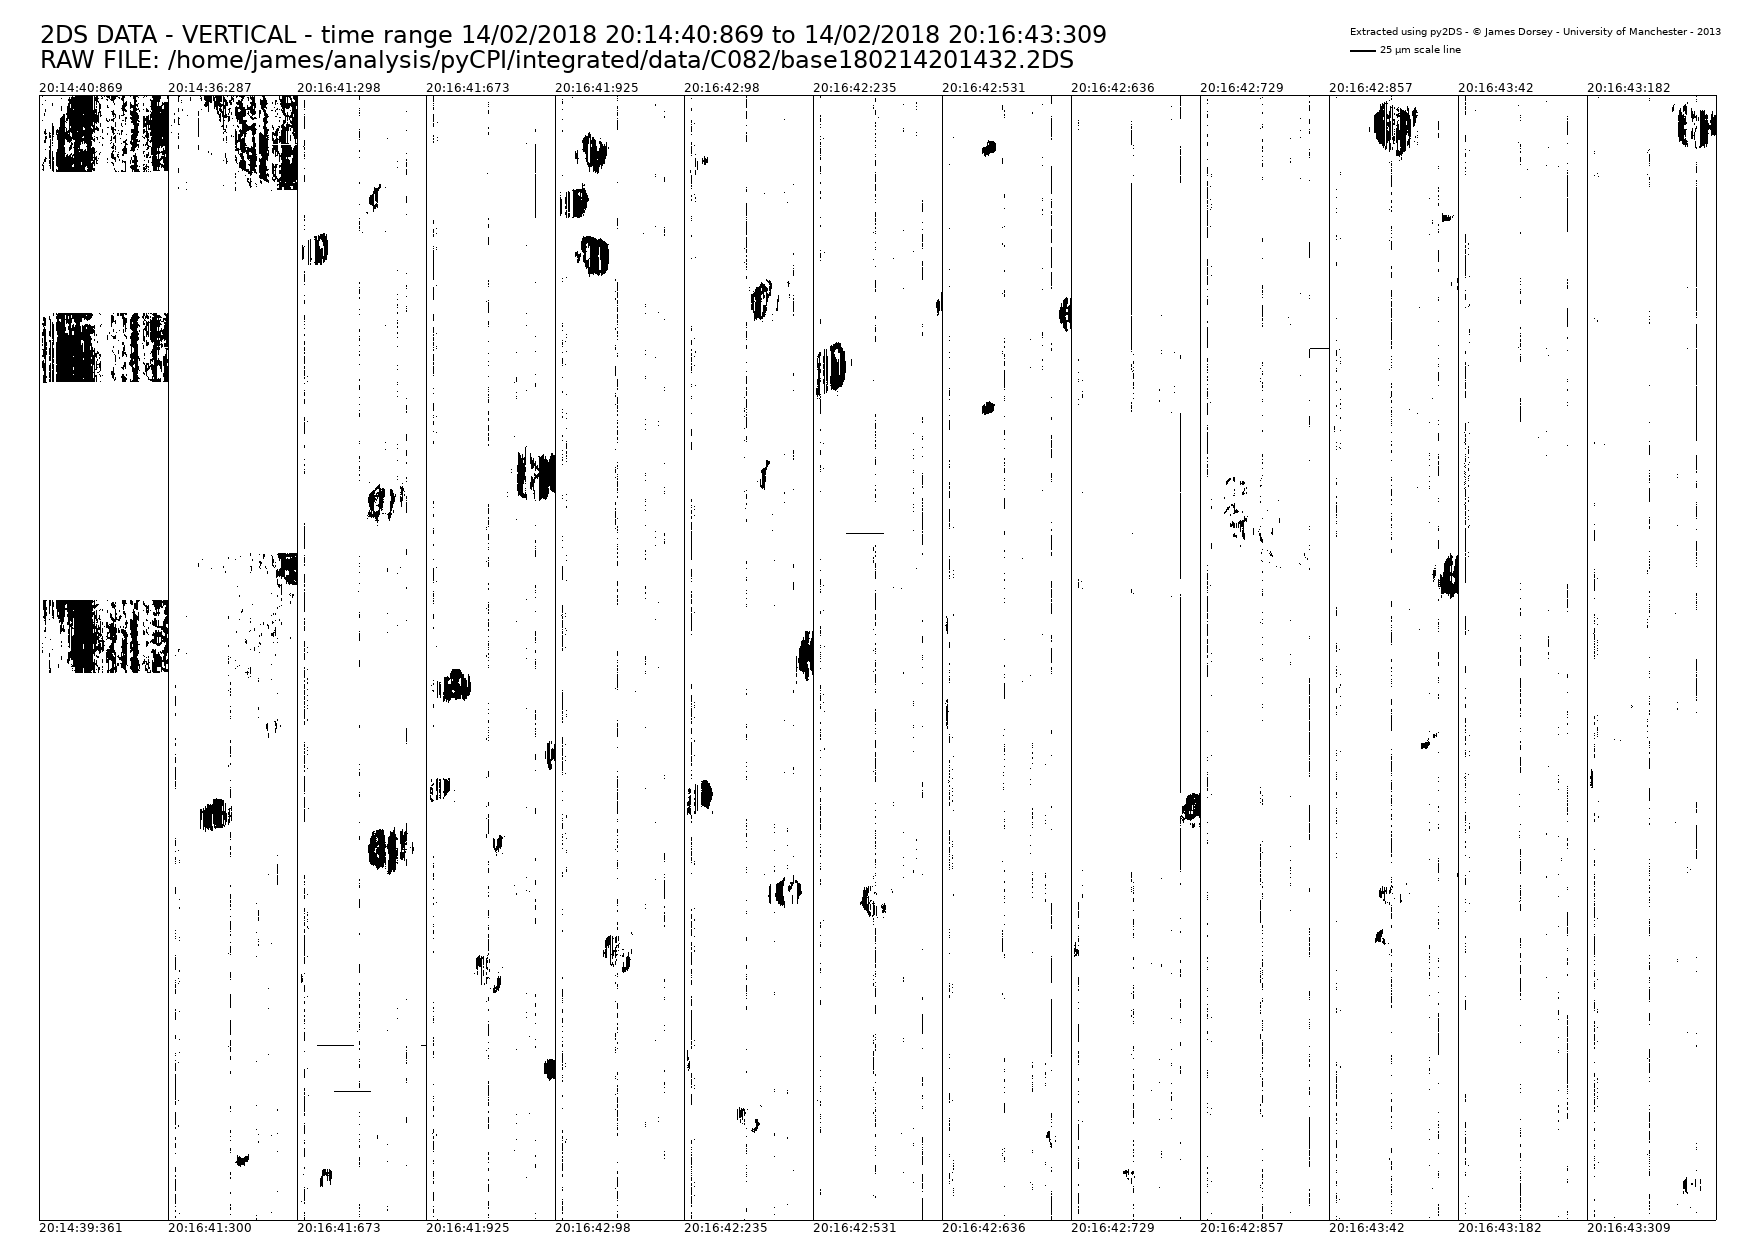 2DS DATA - VERTICAL - time range 14/02/2018 20:14:40:869 to 14/02/2018 20:16:43:309
RAW FILE: /home/james/analysis/pyCPI/integrated/data/C082/base180214201432.2DS
Extracted using py2DS - © James Dorsey - University of Manchester - 2013
25 µm scale line
20:14:40:869 20:14:36:287 20:16:41:298 20:16:41:673 20:16:41:925 20:16:42:98 20:16:42:235 20:16:42:531 20:16:42:636 20:16:42:729 20:16:42:857 20:16:43:42 20:16:43:182
20:14:39:361 20:16:41:300 20:16:41:673 20:16:41:925 20:16:42:98 20:16:42:235 20:16:42:531 20:16:42:636 20:16:42:729 20:16:42:857 20:16:43:42 20:16:43:182 20:16:43:309